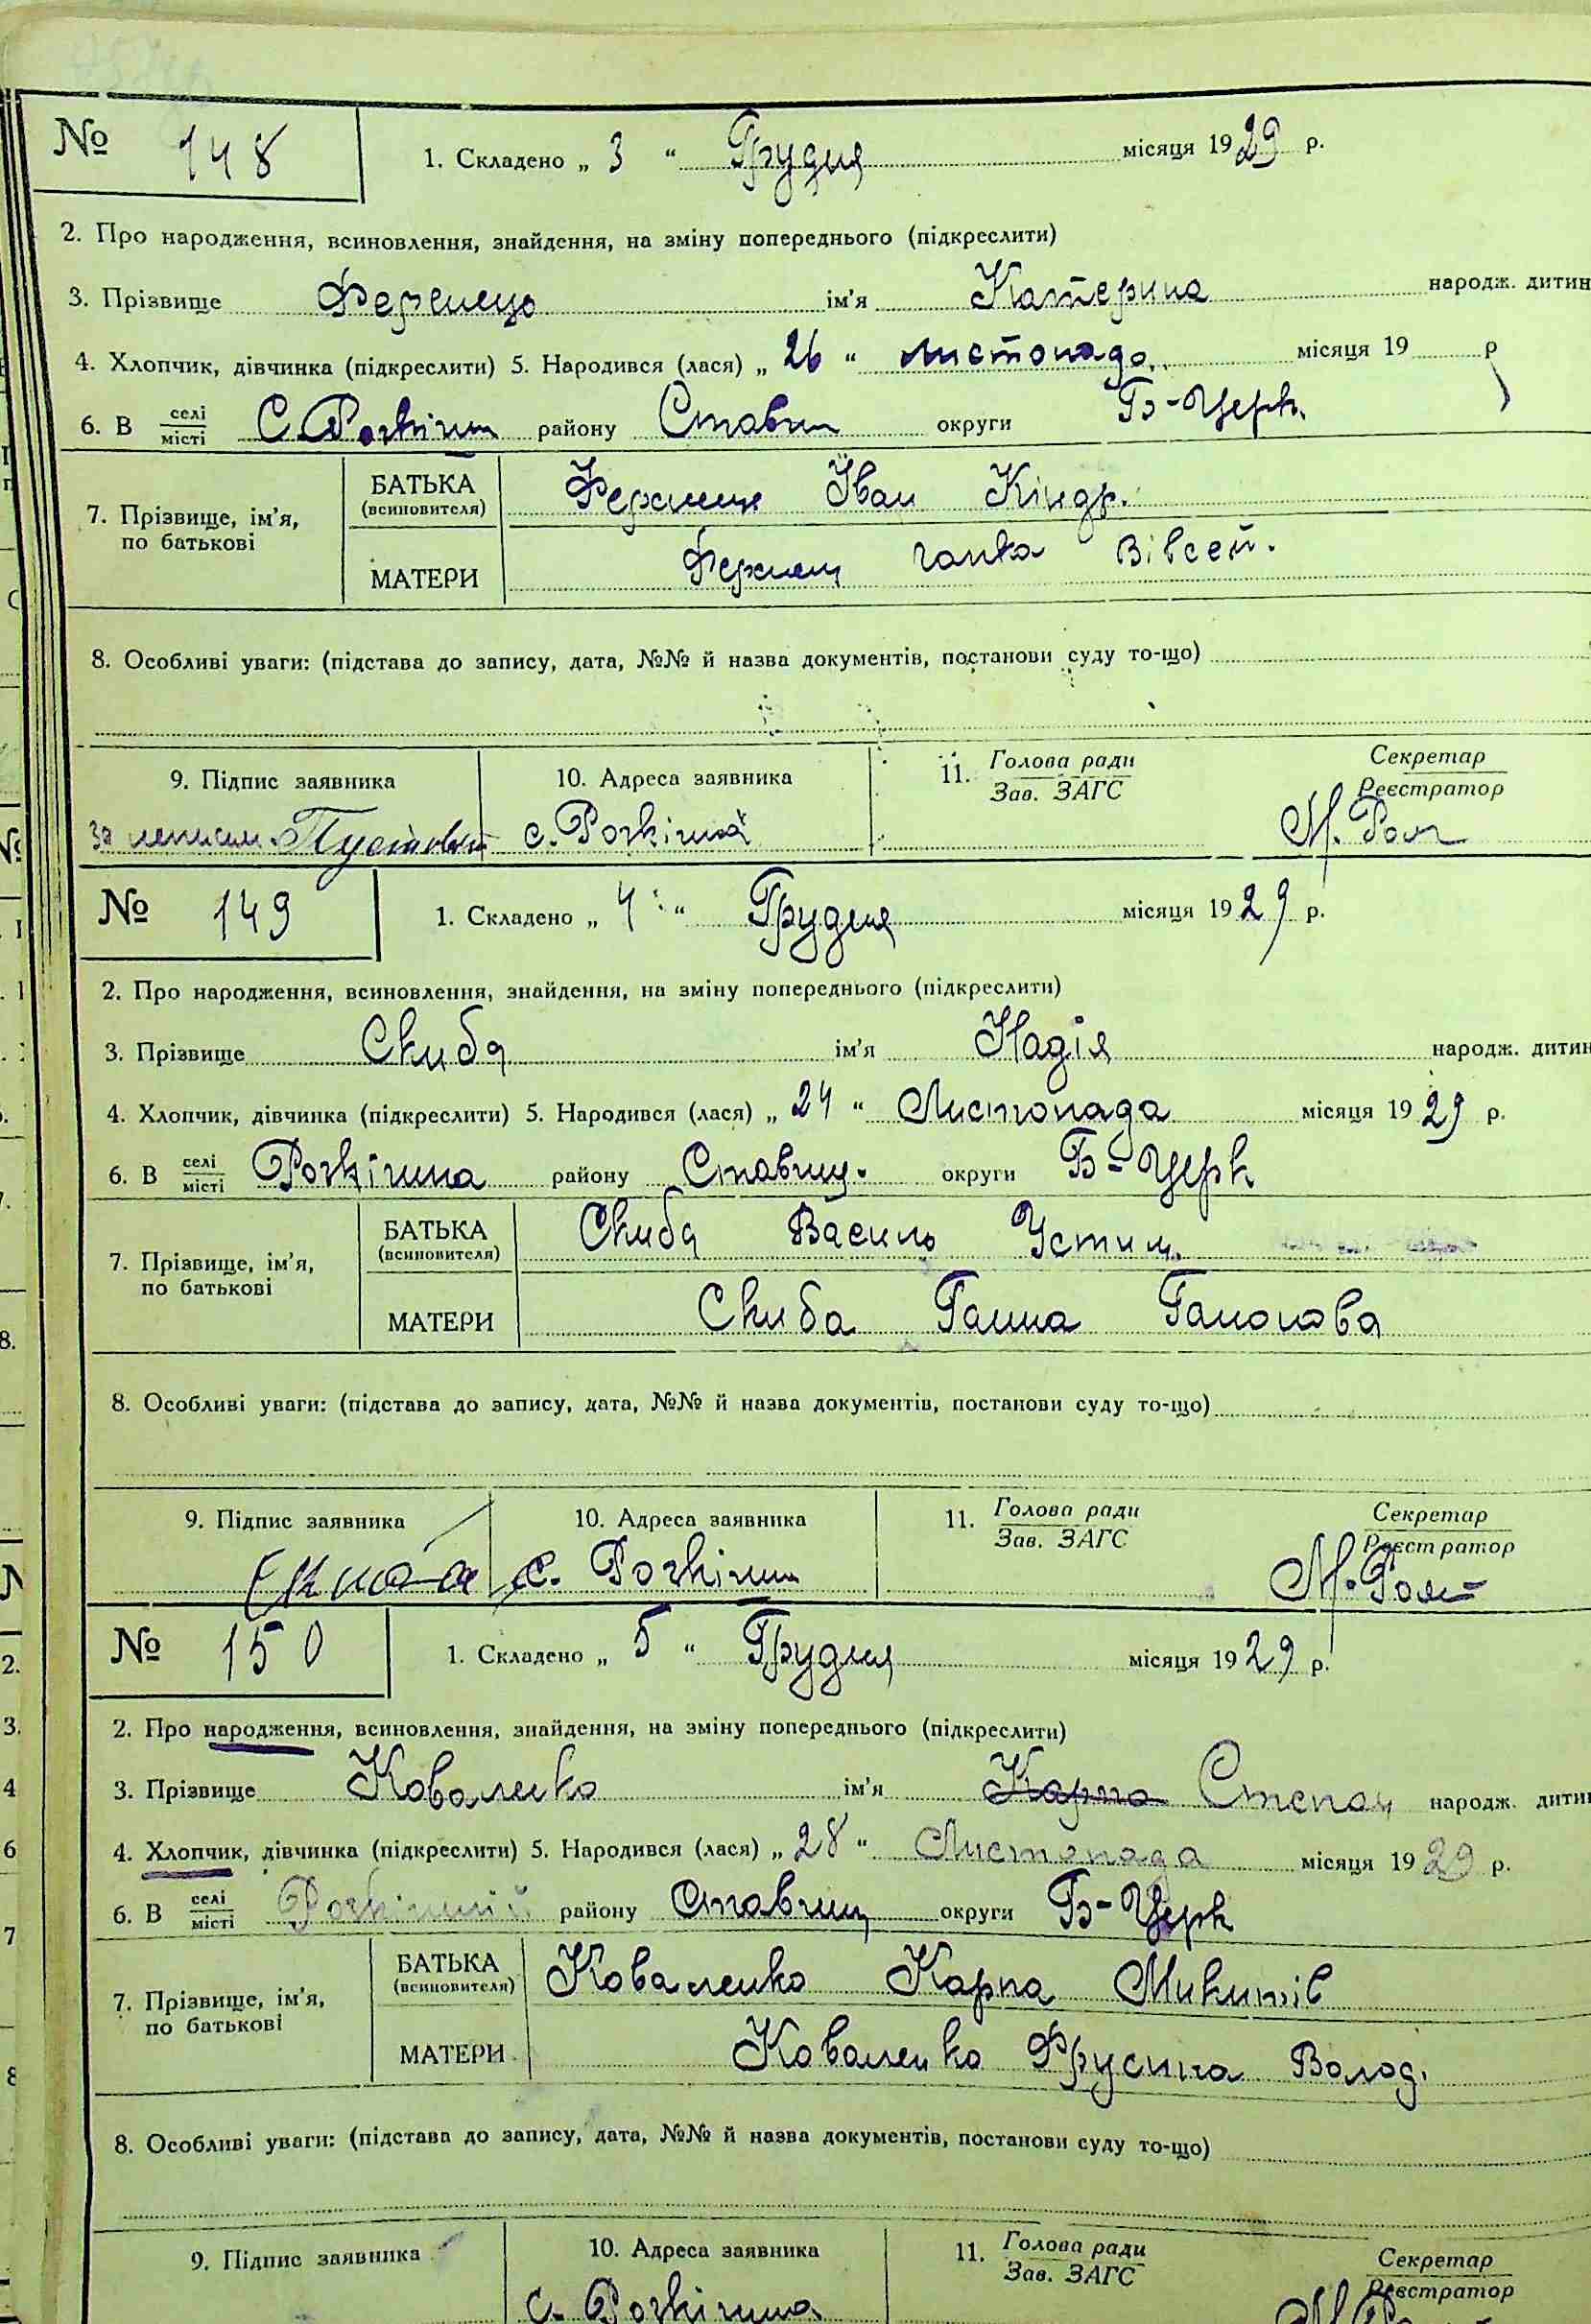 № 148 1. Складено „ 3 “ Грудня місяця 1929 р.
2. Про народження, всиновлення, знайдення, на зміну попереднього (підкреслити)
3. Прізвище ім'я Катерина народж. дитин
4. Хлопчик, дівчинка (підкреслити) 5. Народився (лася) „ 26 “ листопада місяця 19 р
6. В селі/місті С. району Ставищ округи Б-Церк.
7. Прізвище, ім'я, по батькові БАТЬКА (всиновителя) Іван Кіндр.
МАТЕРИ Ганка Вівсей.
8. Особливі уваги: (підстава до запису, дата, №№ й назва документів, постанови суду то-що)
9. Підпис заявника 10. Адреса заявника 11. Голова ради Зав. ЗАГС Секретар Реєстратор
за с. Розкішна М.
№ 149 1. Складено „ 4 “ Грудня місяця 1929 р.
2. Про народження, всиновлення, знайдення, на зміну попереднього (підкреслити)
3. Прізвище Скиба ім'я Надія народж. дитин
4. Хлопчик, дівчинка (підкреслити) 5. Народився (лася) „ 24 “ Листопада місяця 1929 р.
6. В селі/місті Розкішна району Ставищ. округи Б-Церк
7. Прізвище, ім'я, по батькові БАТЬКА (всиновителя) Скиба Василь Устим.
МАТЕРИ Скиба Ганна
8. Особливі уваги: (підстава до запису, дата, №№ й назва документів, постанови суду то-що)
9. Підпис заявника 10. Адреса заявника 11. Голова ради Зав. ЗАГС Секретар Реєстратор
с. Розкішна М.
№ 150 1. Складено „ 5 “ Грудня місяця 1929 р.
2. Про народження, всиновлення, знайдення, на зміну попереднього (підкреслити)
3. Прізвище Коваленко ім'я Карпо Степан народж. дити
4. Хлопчик, дівчинка (підкреслити) 5. Народився (лася) „ 28 “ Листопада місяця 1929 р.
6. В селі/місті Розкішній району Ставищ округи Б-Церк
7. Прізвище, ім'я, по батькові БАТЬКА (всиновителя) Коваленко Карпа Микитів
МАТЕРИ Коваленко Фрусина Волод.
8. Особливі уваги: (підстава до запису, дата, №№ й назва документів, постанови суду то-що)
9. Підпис заявника 10. Адреса заявника 11. Голова ради Зав. ЗАГС Секретар Реєстратор
с. Розкішна